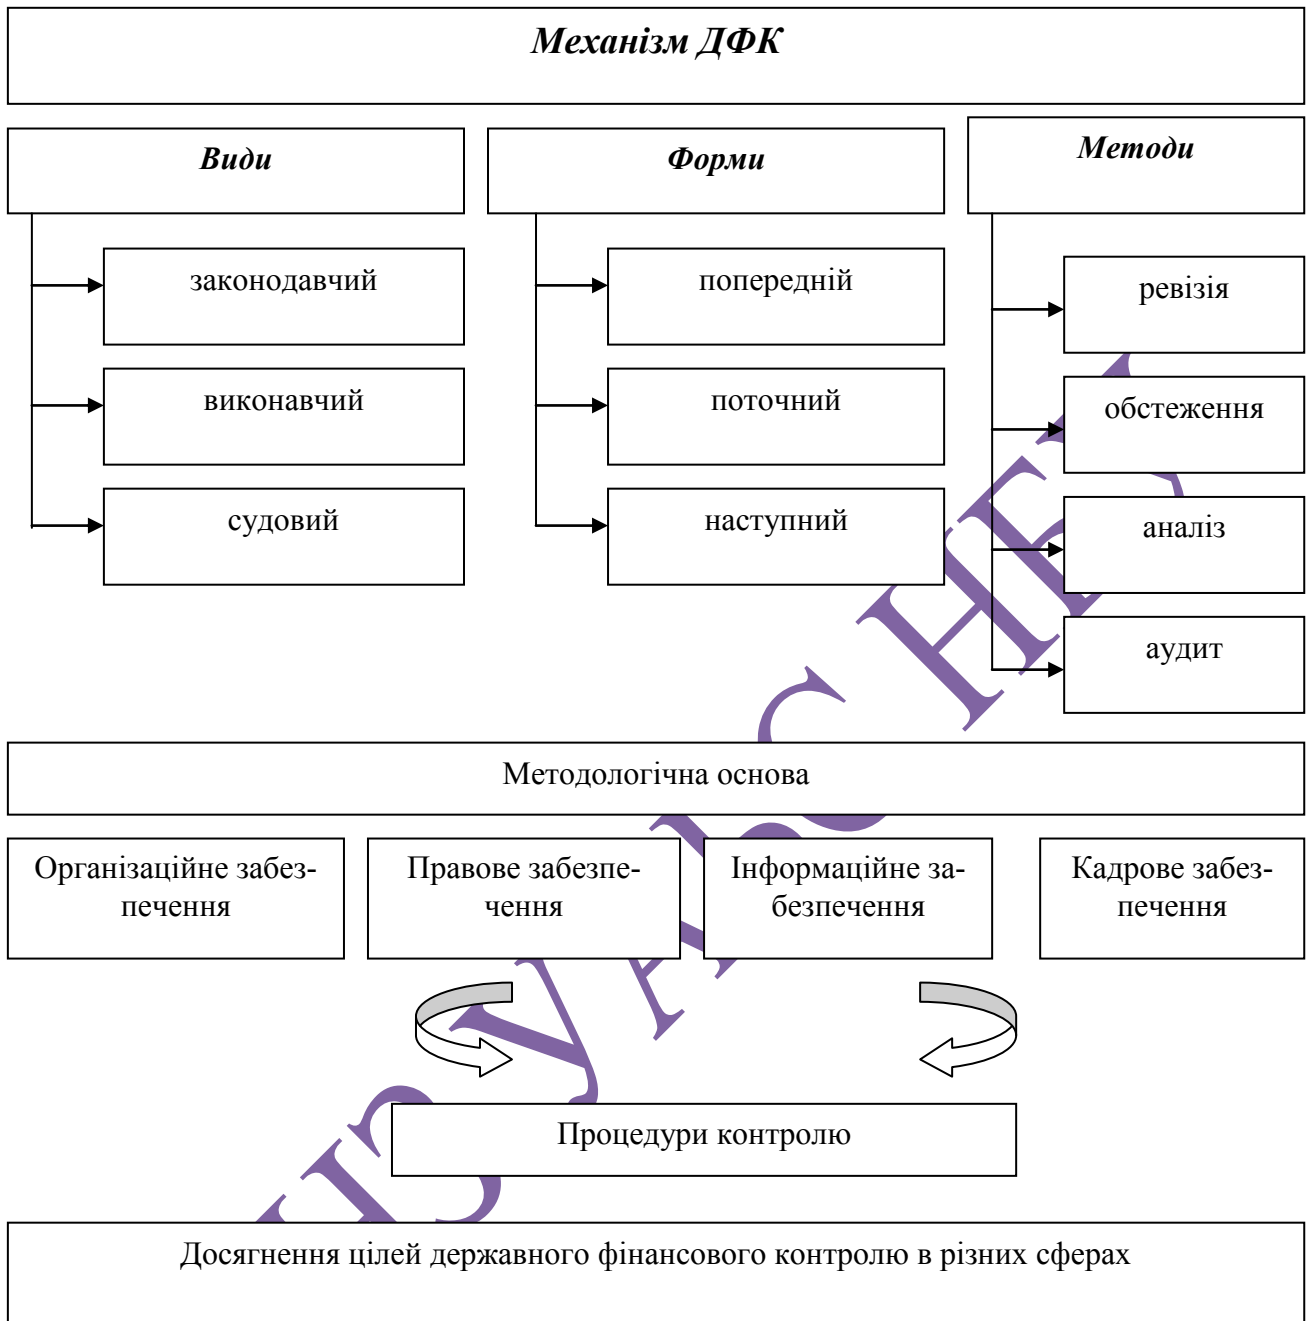 Механізм ДФК
Види
Форми
Методи
законодавчий
виконавчий
судовий
попередній
поточний
наступний
ревізія
обстеження
аналіз
аудит
Методологічна основа
Організаційне забез-
печення
Правове забезпе-
чення
Інформаційне за-
безпечення
Кадрове забез-
печення
Процедури контролю
Досягнення цілей державного фінансового контролю в різних сферах